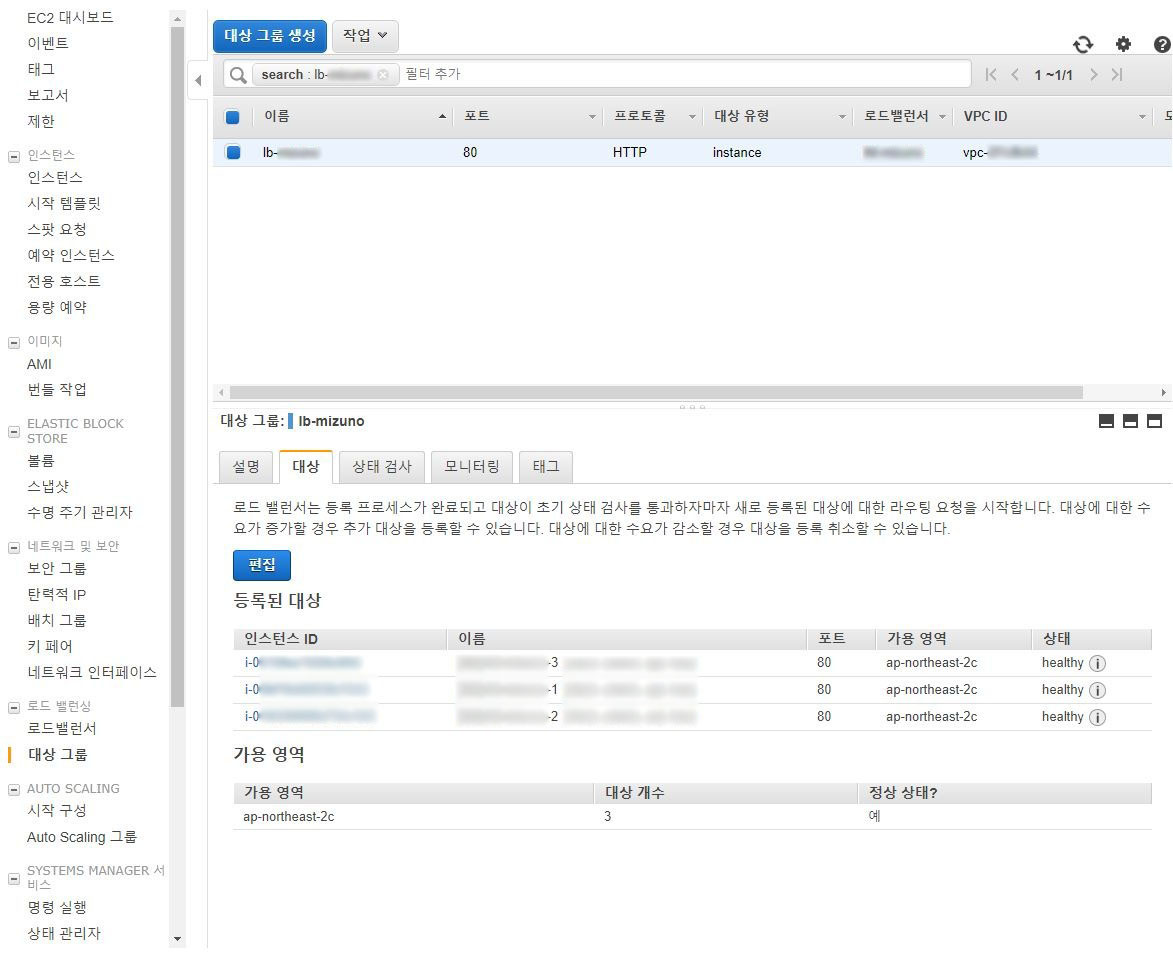 EC2 대시보드
이벤트
태그
보고서
제한
인스턴스
인스턴스
시작 템플릿
스팟 요청
예약 인스턴스
전용 호스트
용량 예약
이미지
AMI
번들 작업
ELASTIC BLOCK
STORE
볼륨
스냅샷
수명 주기 관리자
네트워크 및 보안
보안 그룹
탄력적 IP
배치 그룹
키 페어
네트워크 인터페이스
로드 밸런싱
로드밸런서
대상 그룹
AUTO SCALING
시작 구성
Auto Scaling 그룹
SYSTEMS MANAGER 서
비스
명령 실행
상태 관리자
대상 그룹 생성 작업
search : lb- 필터 추가 1 ~1/1
이름 포트 프로토콜 대상 유형 로드밸런서 VPC ID
lb- 80 HTTP instance vpc-
대상 그룹: lb-mizuno
설명 대상 상태 검사 모니터링 태그
로드 밸런서는 등록 프로세스가 완료되고 대상이 초기 상태 검사를 통과하자마자 새로 등록된 대상에 대한 라우팅 요청을 시작합니다. 대상에 대한 수
요가 증가할 경우 추가 대상을 등록할 수 있습니다. 대상에 대한 수요가 감소할 경우 대상을 등록 취소할 수 있습니다.
편집
등록된 대상
인스턴스 ID 이름 포트 가용 영역 상태
i-0 -3 80 ap-northeast-2c healthy
i-0 -1 80 ap-northeast-2c healthy
i-0 -2 80 ap-northeast-2c healthy
가용 영역
가용 영역 대상 개수 정상 상태?
ap-northeast-2c 3 예